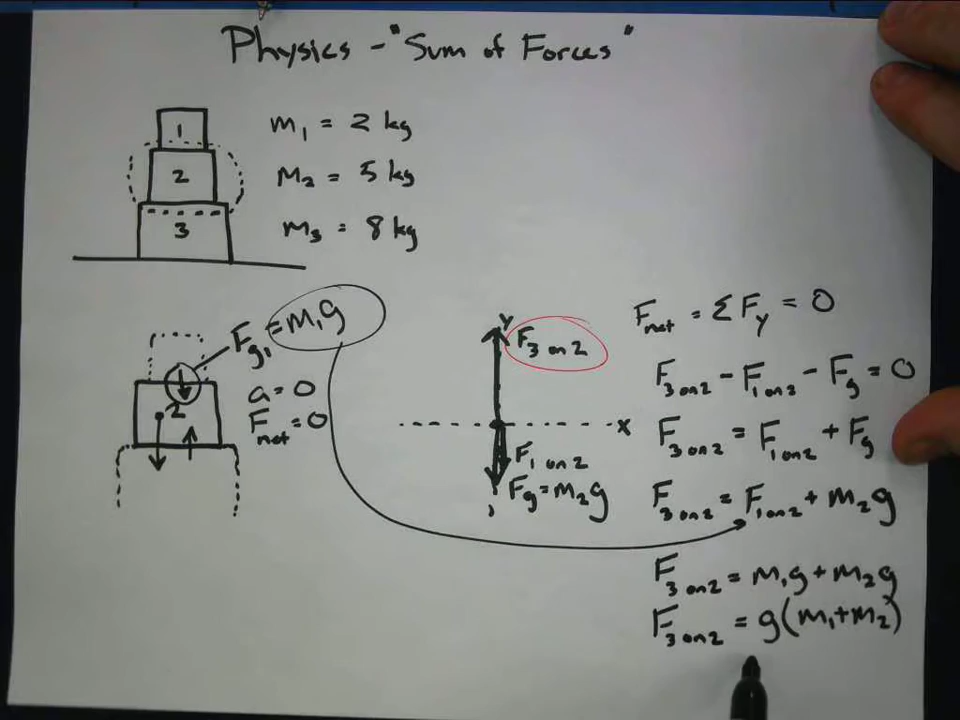 Physics - "Sum of Forces"
1
2
3
m₁ = 2 kg
m₂ = 5 kg
m₃ = 8 kg
Fg₁ = m₁g
2
a = 0
Fnet = 0
Y
F3 on 2
X
F1 on 2
Fg = m₂g
Fnet = ΣFy = 0
F3 on 2 - F1 on 2 - Fg = 0
F3 on 2 = F1 on 2 + Fg
F3 on 2 = F1 on 2 + m₂g
F3 on 2 = m₁g + m₂g
F3 on 2 = g(m₁+m₂)